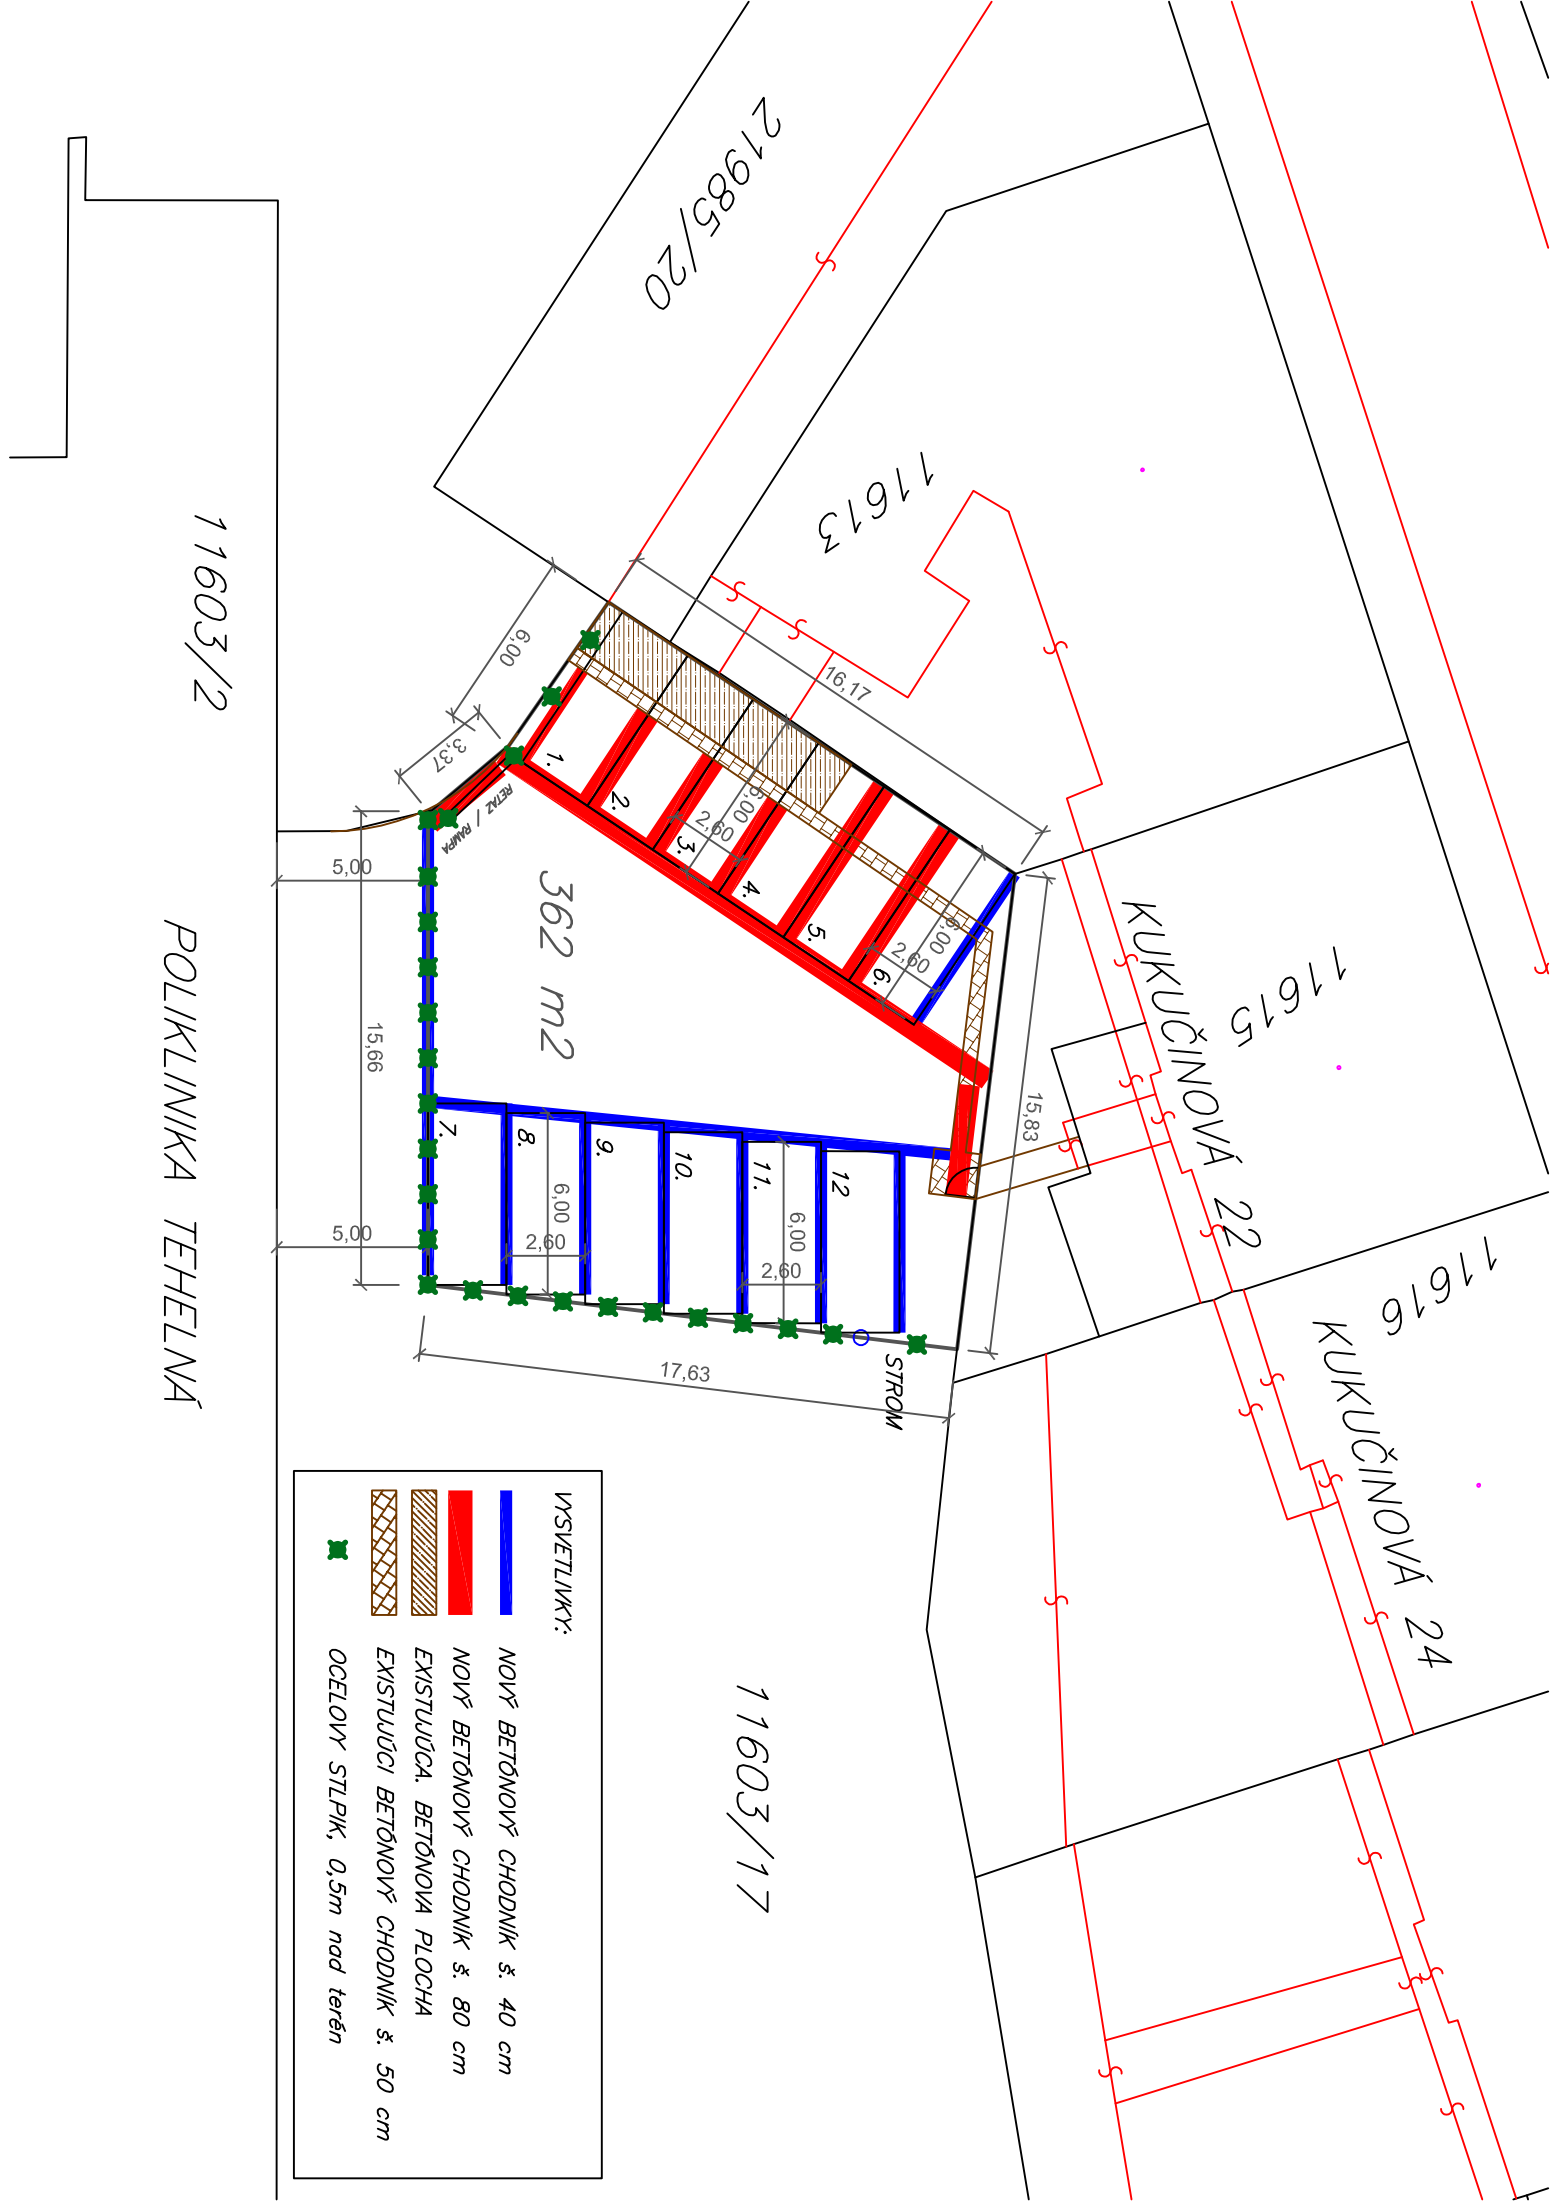 21985/20
11613
11615
11616
KUKUČINOVÁ 22
KUKUČINOVÁ 24
11603/2
11603/17
POLIKLINIKA TEHELNÁ
362 m2
RETAZ / RAMPA
STROM
1.
2.
3.
4.
5.
6.
7.
8.
9.
10.
11.
12
16,17
6,00
3,37
6,00
2,60
6,00
2,60
15,83
5,00
15,66
5,00
6,00
2,60
6,00
2,60
17,63
VYSVETLIVKY:
NOVÝ BETÓNOVÝ CHODNÍK š. 40 cm
NOVÝ BETÓNOVÝ CHODNÍK š. 80 cm
EXISTUJÚCA. BETÓNOVA PLOCHA
EXISTUJÚCI BETÓNOVÝ CHODNÍK š. 50 cm
OCELOVY STLPIK, 0,5m nad terén